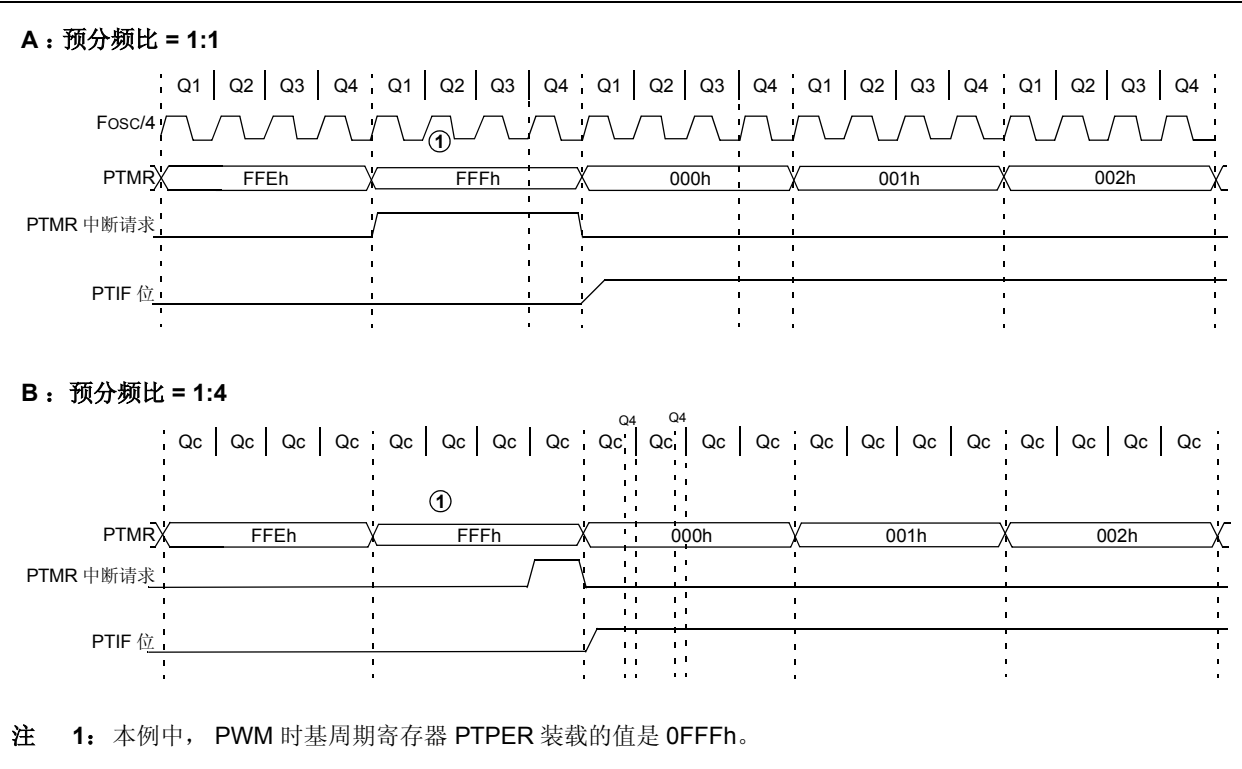 A：预分频比 = 1:1
Q1 Q2 Q3 Q4 Q1 Q2 Q3 Q4 Q1 Q2 Q3 Q4 Q1 Q2 Q3 Q4 Q1 Q2 Q3 Q4
FOSC/4
①
PTMR FFEh FFFh 000h 001h 002h
PTMR 中断请求
PTIF 位
B：预分频比 = 1:4
Q4 Q4
Qc Qc Qc Qc Qc Qc Qc Qc Qc Qc Qc Qc Qc Qc Qc Qc Qc Qc Qc Qc
①
PTMR FFEh FFFh 000h 001h 002h
PTMR 中断请求
PTIF 位
注 1：本例中， PWM 时基周期寄存器 PTPER 装载的值是 0FFFh。